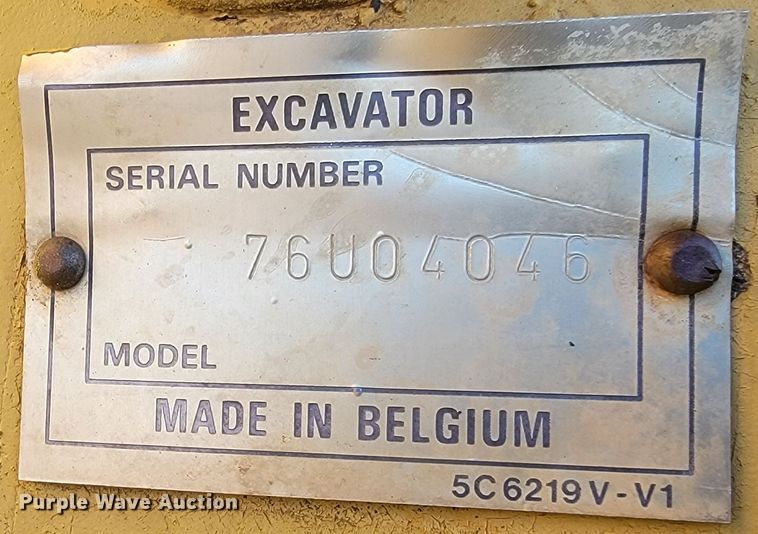 EXCAVATOR
SERIAL NUMBER
76U04046
MODEL
MADE IN BELGIUM
5C6219V-V1
Purple Wave Auction